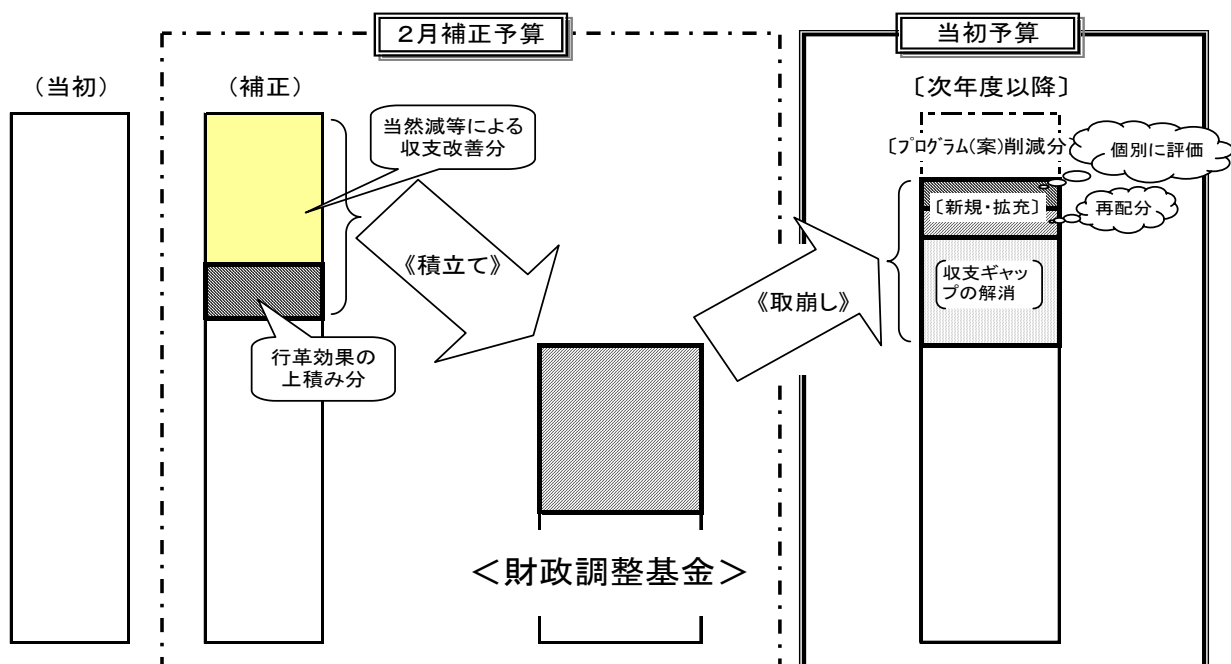 2月補正予算
当初予算
（当初）
（補正）
〔次年度以降〕
当然減等による
収支改善分
〔プログラム(案)削減分〕
個別に評価
〔新規・拡充〕
再配分
《積立て》
《取崩し》
〔収支ギャッ
プの解消〕
行革効果の
上積み分
＜財政調整基金＞